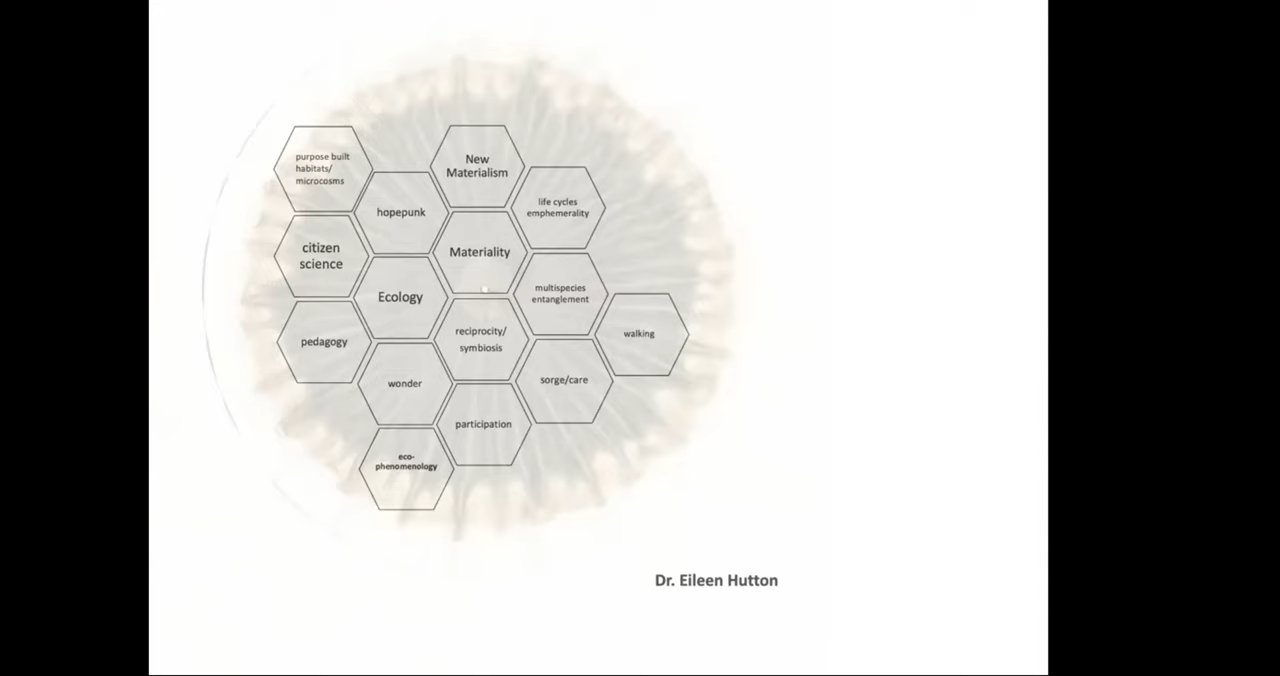 purpose built
habitats/
microcosms
New
Materialism
hopepunk
life cycles
emphemerality
citizen
science
Materiality
Ecology
multispecies
entanglement
pedagogy
reciprocity/
symbiosis
walking
wonder
sorge/care
participation
eco-
phenomenology
Dr. Eileen Hutton